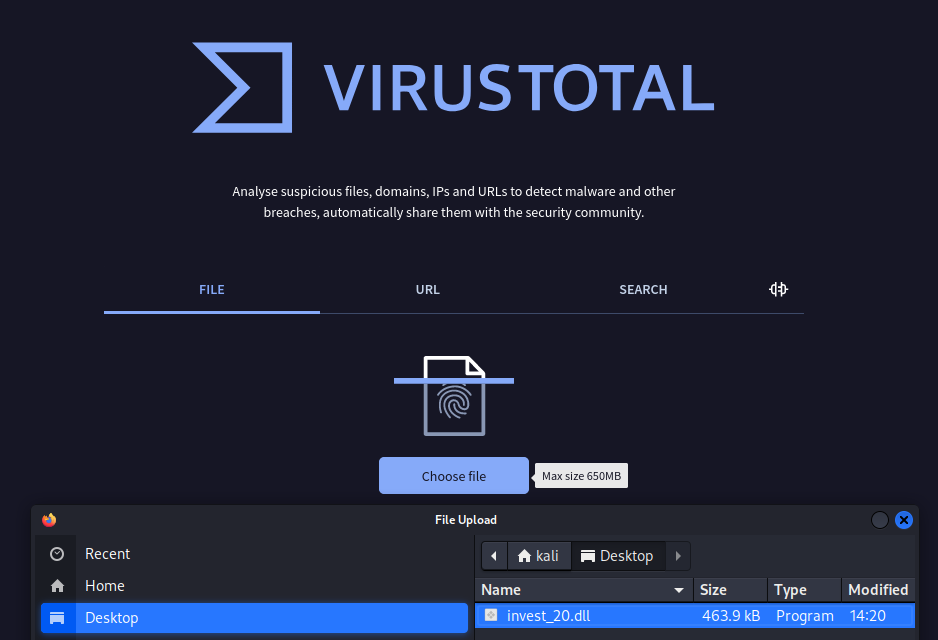 VIRUSTOTAL
Analyse suspicious files, domains, IPs and URLs to detect malware and other
breaches, automatically share them with the security community.
FILE URL SEARCH
Choose file Max size 650MB
File Upload
Recent
Home
Desktop
kali Desktop
Name Size Type Modified
invest_20.dll 463.9 kB Program 14:20